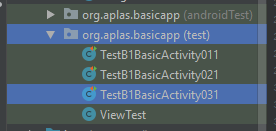 org.aplas.basicapp (androidTest)
org.aplas.basicapp (test)
TestB1BasicActivity011
TestB1BasicActivity021
TestB1BasicActivity031
ViewTest